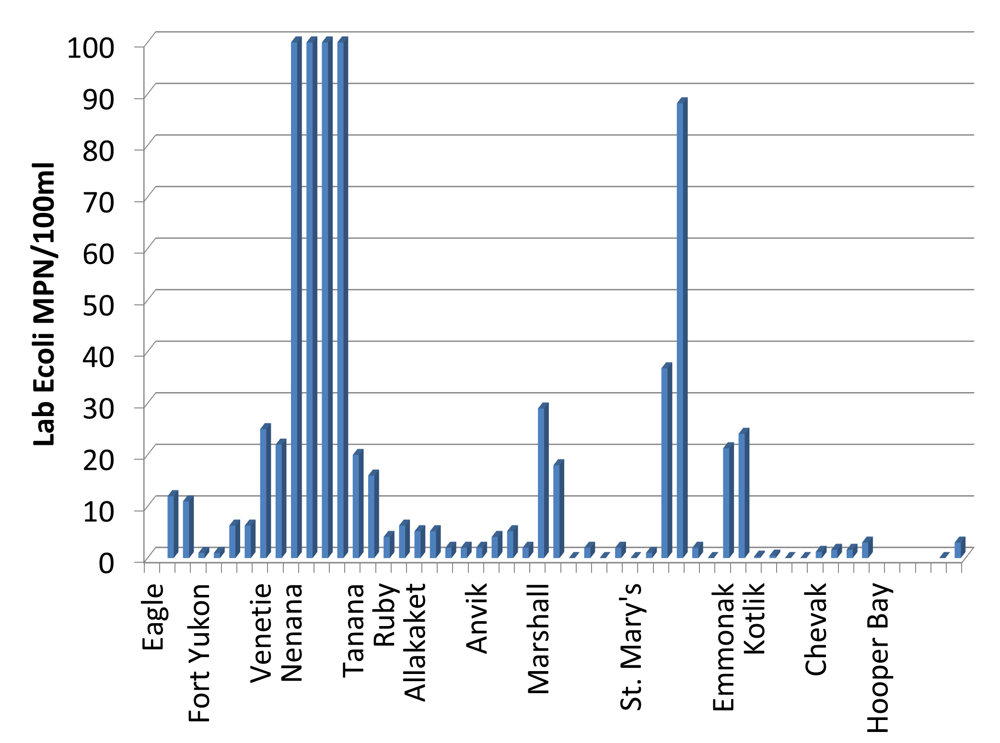 Lab Ecoli MPN/100ml
100
90
80
70
60
50
40
30
20
10
0
Eagle
Fort Yukon
Venetie
Nenana
Tanana
Ruby
Allakaket
Anvik
Marshall
St. Mary's
Emmonak
Kotlik
Chevak
Hooper Bay